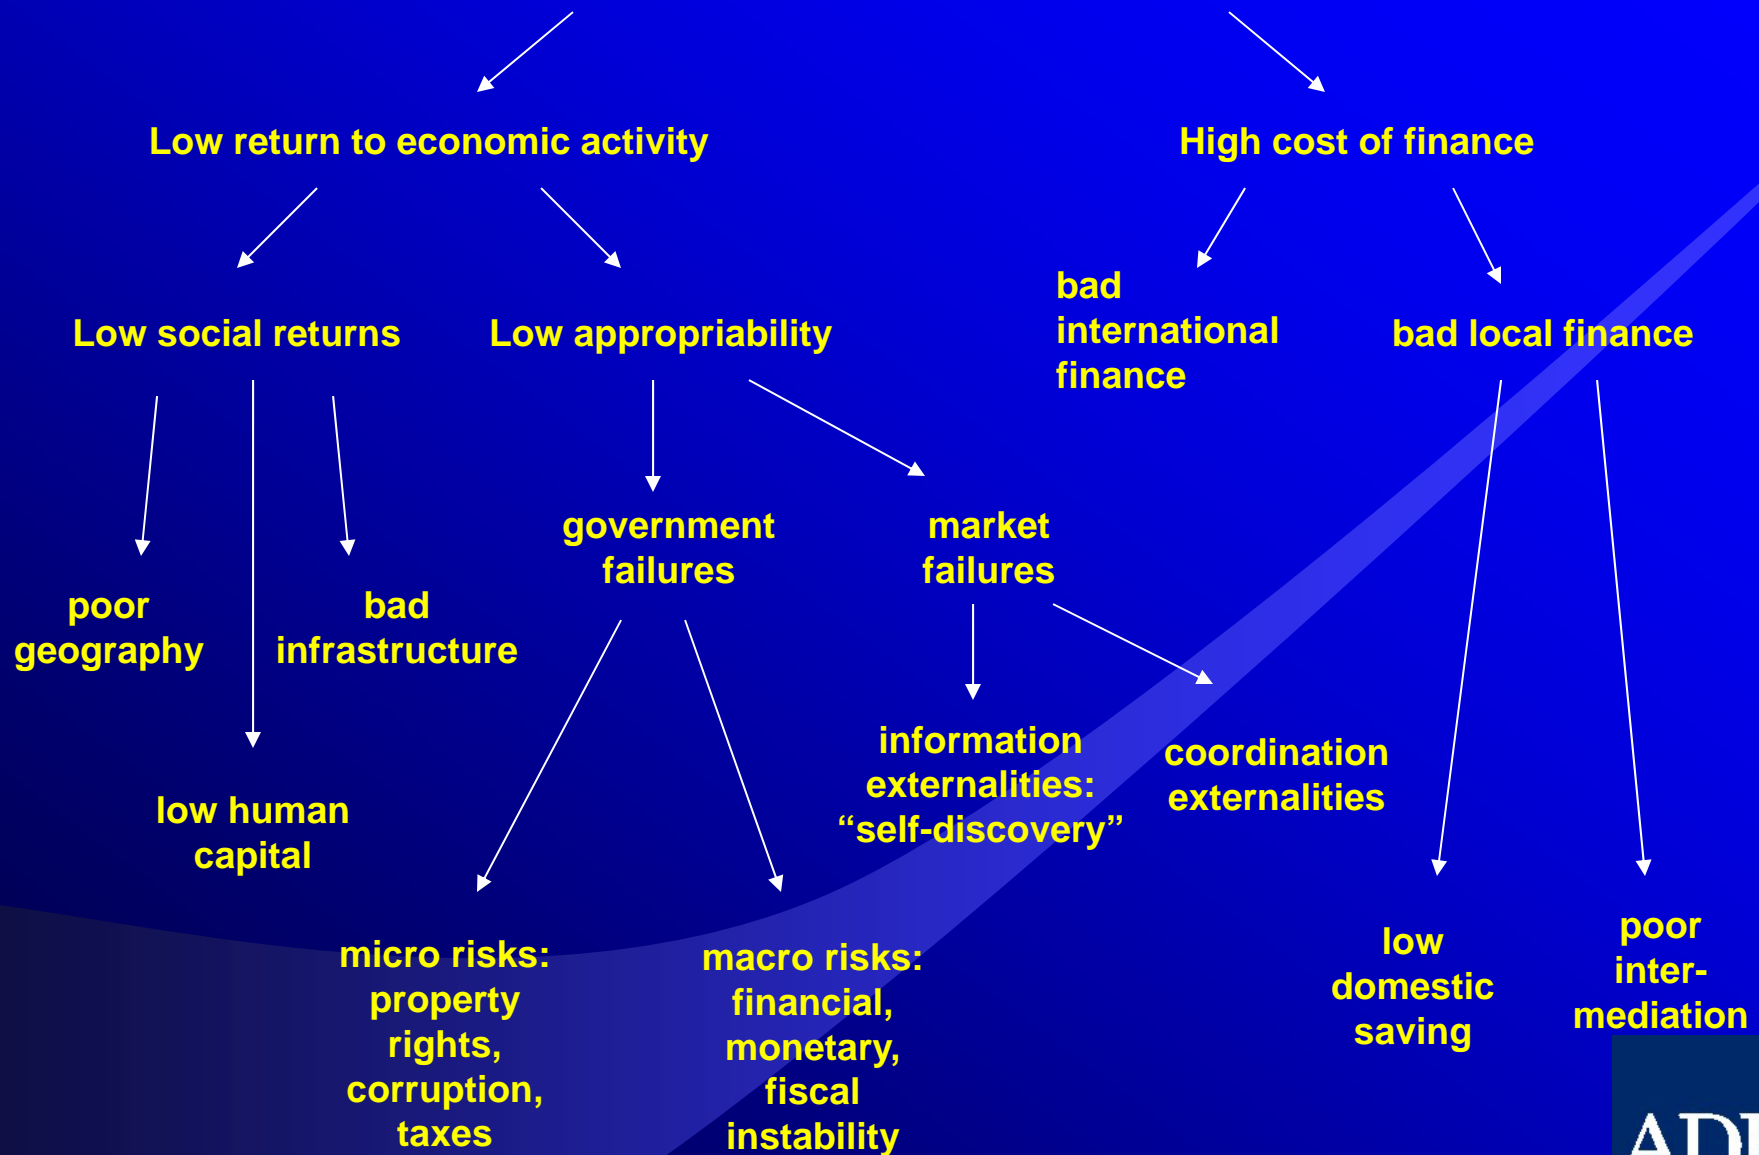 Low return to economic activity
High cost of finance
Low social returns
Low appropriability
bad
international
finance
bad local finance
government
failures
market
failures
poor
geography
bad
infrastructure
low human
capital
information
externalities:
“self-discovery”
coordination
externalities
micro risks:
property
rights,
corruption,
taxes
macro risks:
financial,
monetary,
fiscal
instability
low
domestic
saving
poor
inter-
mediation